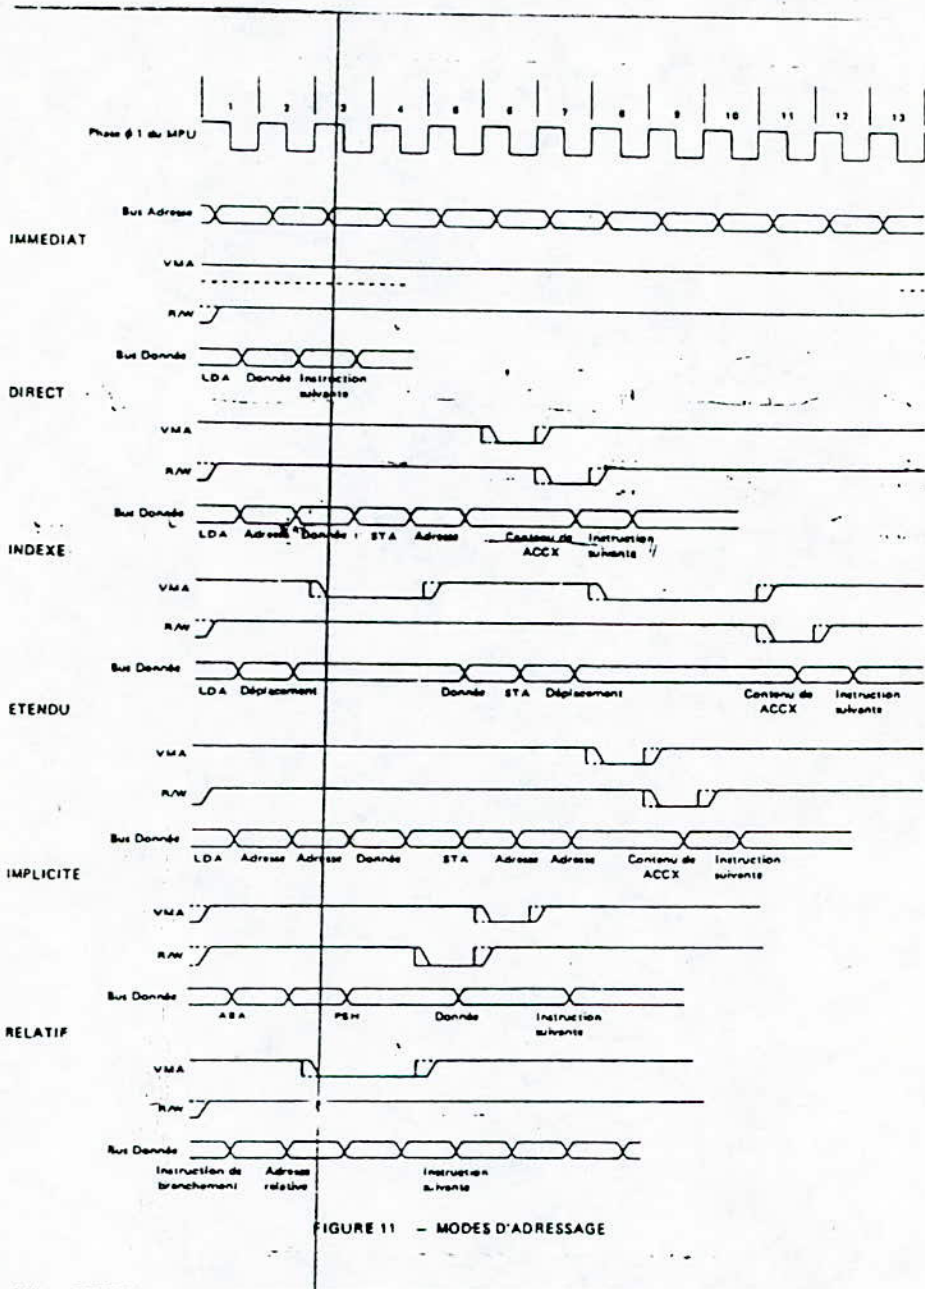 1 2 3 4 5 6 7 8 9 10 11 12 13
Phase ϕ 1 du MPU
Bus Adresse
IMMEDIAT
VMA
R/W
Bus Donnée
LDA Donnée Instruction suivante
DIRECT
VMA
R/W
Bus Donnée
LDA Adresse Donnée STA Adresse Contenu de ACCX Instruction suivante
INDEXE
VMA
R/W
Bus Donnée
LDA Déplacement Donnée STA Déplacement Contenu de ACCX Instruction suivante
ETENDU
VMA
R/W
Bus Donnée
LDA Adresse Adresse Donnée STA Adresse Adresse Contenu de ACCX Instruction suivante
IMPLICITE
VMA
R/W
Bus Donnée
ABA PSH Donnée Instruction suivante
RELATIF
VMA
R/W
Bus Donnée
Instruction de branchement Adresse relative Instruction suivante
FIGURE 11 – MODES D'ADRESSAGE